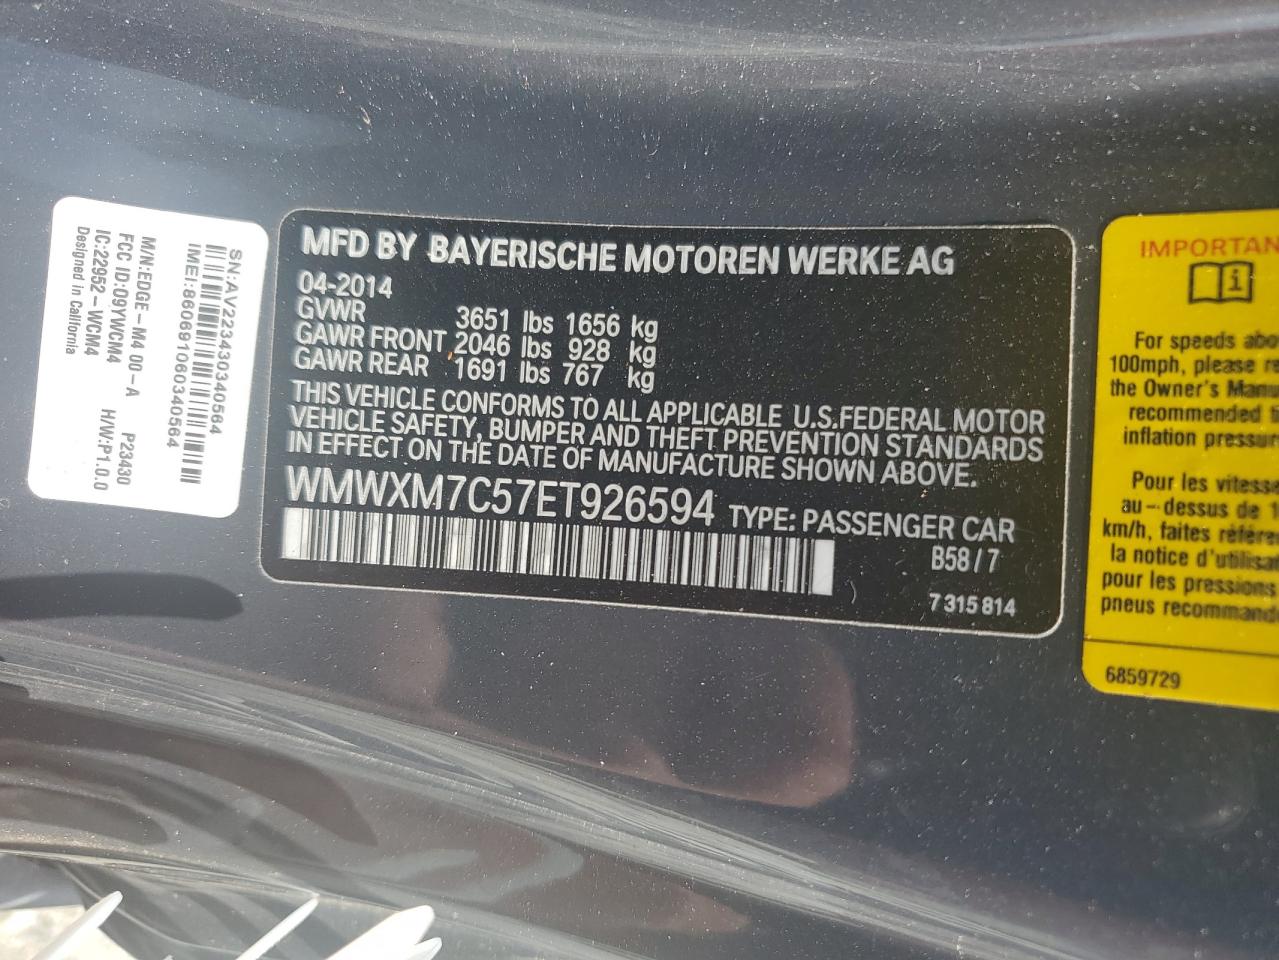 SN:AV223430340564
IMEI:860691060340564
M/N:EDGE-M4 00-A P23430
FCC ID:09YWCM4 H/W:P1.0.0
IC:22952-WCM4
Designed in California
MFD BY BAYERISCHE MOTOREN WERKE AG
04-2014
GVWR 3651 lbs 1656 kg
GAWR FRONT 2046 lbs 928 kg
GAWR REAR 1691 lbs 767 kg
THIS VEHICLE CONFORMS TO ALL APPLICABLE U.S.FEDERAL MOTOR
VEHICLE SAFETY, BUMPER AND THEFT PREVENTION STANDARDS
IN EFFECT ON THE DATE OF MANUFACTURE SHOWN ABOVE.
WMWXM7C57ET926594 TYPE: PASSENGER CAR
B58/7
7 315 814
IMPORTAN
For speeds abo
100mph, please re
the Owner's Manu
recommended t
inflation pressur
Pour les vitesse
au-dessus de 1
km/h, faites référen
la notice d'utilisa
pour les pressions
pneus recommand
6859729